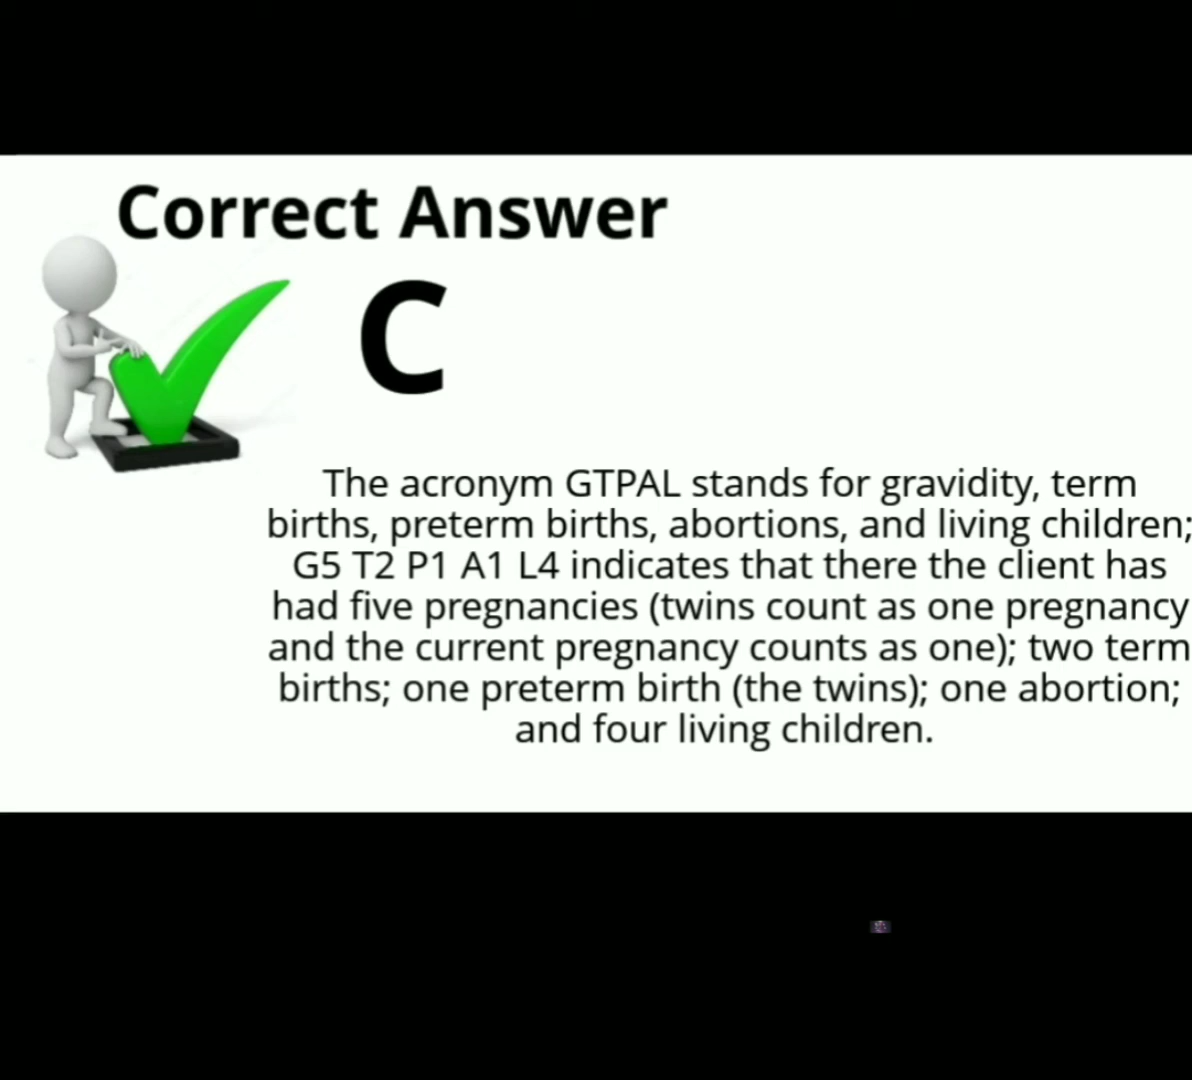 Correct Answer
C
The acronym GTPAL stands for gravidity, term
births, preterm births, abortions, and living children;
G5 T2 P1 A1 L4 indicates that there the client has
had five pregnancies (twins count as one pregnancy
and the current pregnancy counts as one); two term
births; one preterm birth (the twins); one abortion;
and four living children.